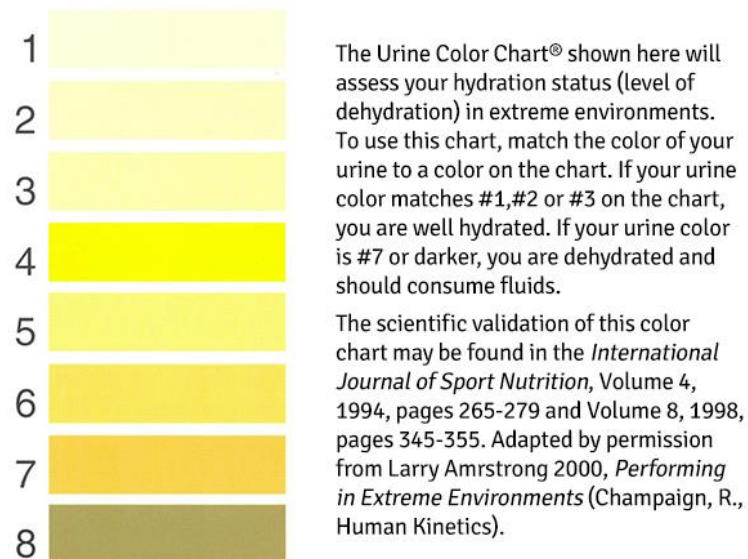 1
2
3
4
5
6
7
8
The Urine Color Chart® shown here will
assess your hydration status (level of
dehydration) in extreme environments.
To use this chart, match the color of your
urine to a color on the chart. If your urine
color matches #1,#2 or #3 on the chart,
you are well hydrated. If your urine color
is #7 or darker, you are dehydrated and
should consume fluids.
The scientific validation of this color
chart may be found in the International
Journal of Sport Nutrition, Volume 4,
1994, pages 265-279 and Volume 8, 1998,
pages 345-355. Adapted by permission
from Larry Amrstrong 2000, Performing
in Extreme Environments (Champaign, R.,
Human Kinetics).